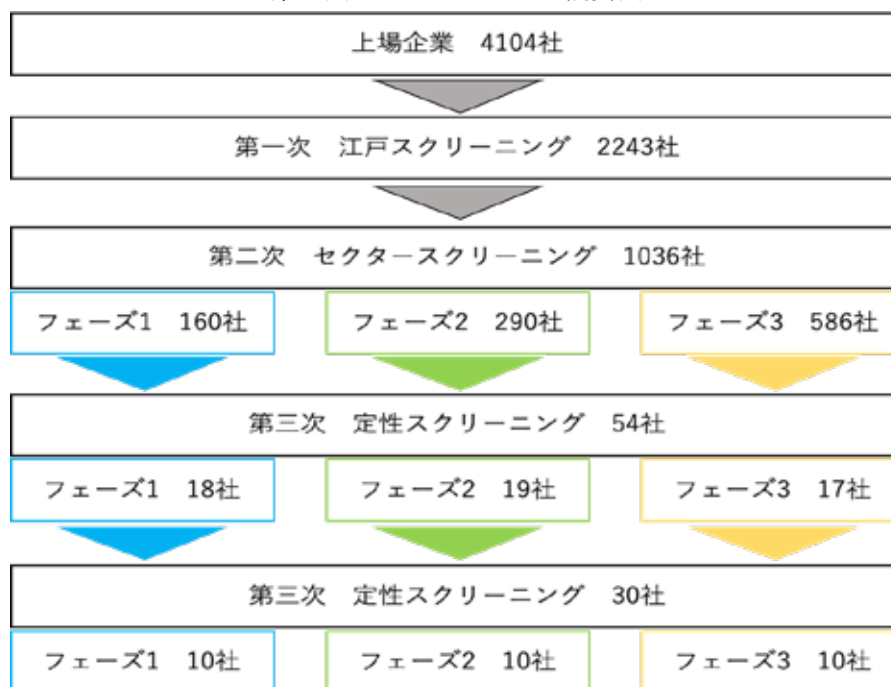 上場企業　4104社
第一次　江戸スクリーニング　2243社
第二次　セクタースクリーニング　1036社
フェーズ1　160社　フェーズ2　290社　フェーズ3　586社
第三次　定性スクリーニング　54社
フェーズ1　18社　フェーズ2　19社　フェーズ3　17社
第三次　定性スクリーニング　30社
フェーズ1　10社　フェーズ2　10社　フェーズ3　10社